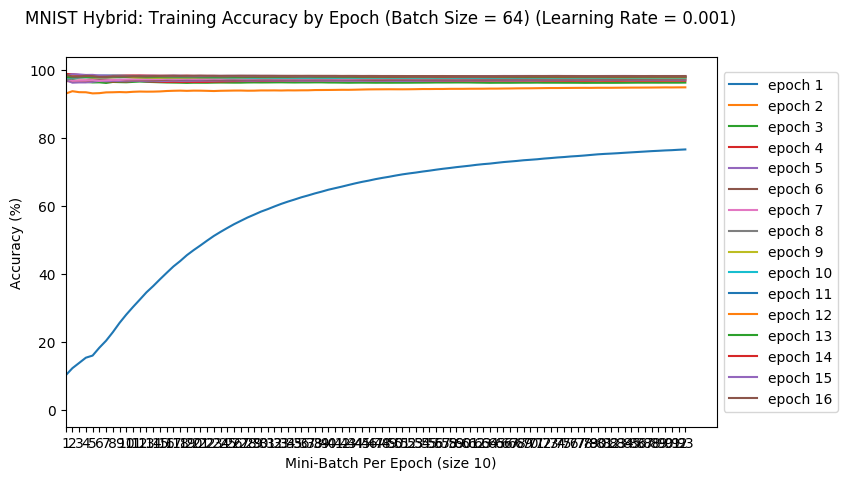 MNIST Hybrid: Training Accuracy by Epoch (Batch Size = 64) (Learning Rate = 0.001)
100
80
60
40
20
0
Accuracy (%)
Mini-Batch Per Epoch (size 10)
epoch 1
epoch 2
epoch 3
epoch 4
epoch 5
epoch 6
epoch 7
epoch 8
epoch 9
epoch 10
epoch 11
epoch 12
epoch 13
epoch 14
epoch 15
epoch 16